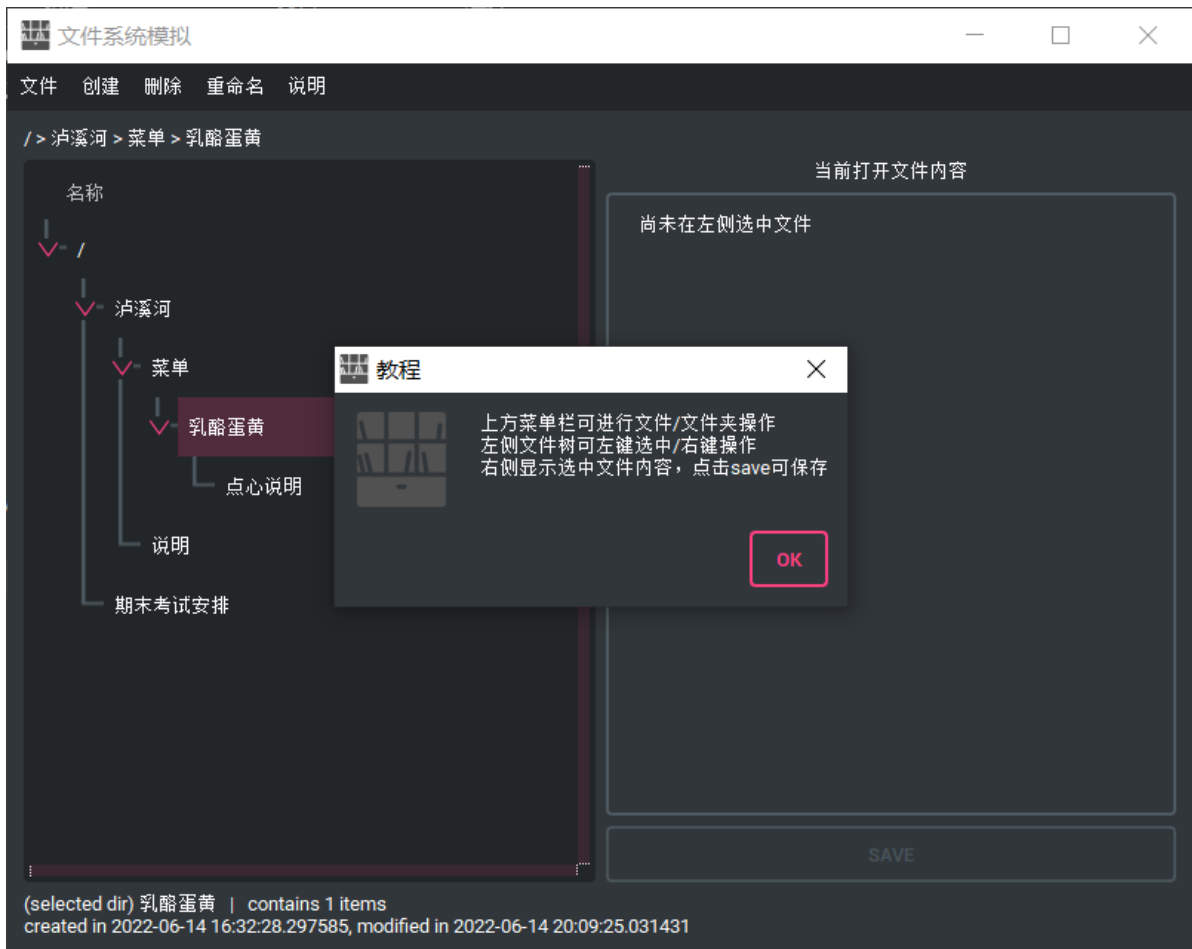 文件系统模拟
文件 创建 删除 重命名 说明
/ > 泸溪河 > 菜单 > 乳酪蛋黄
名称
/
泸溪河
菜单
乳酪蛋黄
点心说明
说明
期末考试安排
当前打开文件内容
尚未在左侧选中文件
教程
上方菜单栏可进行文件/文件夹操作
左侧文件树可左键选中/右键操作
右侧显示选中文件内容，点击save可保存
OK
SAVE
(selected dir) 乳酪蛋黄 | contains 1 items
created in 2022-06-14 16:32:28.297585, modified in 2022-06-14 20:09:25.031431